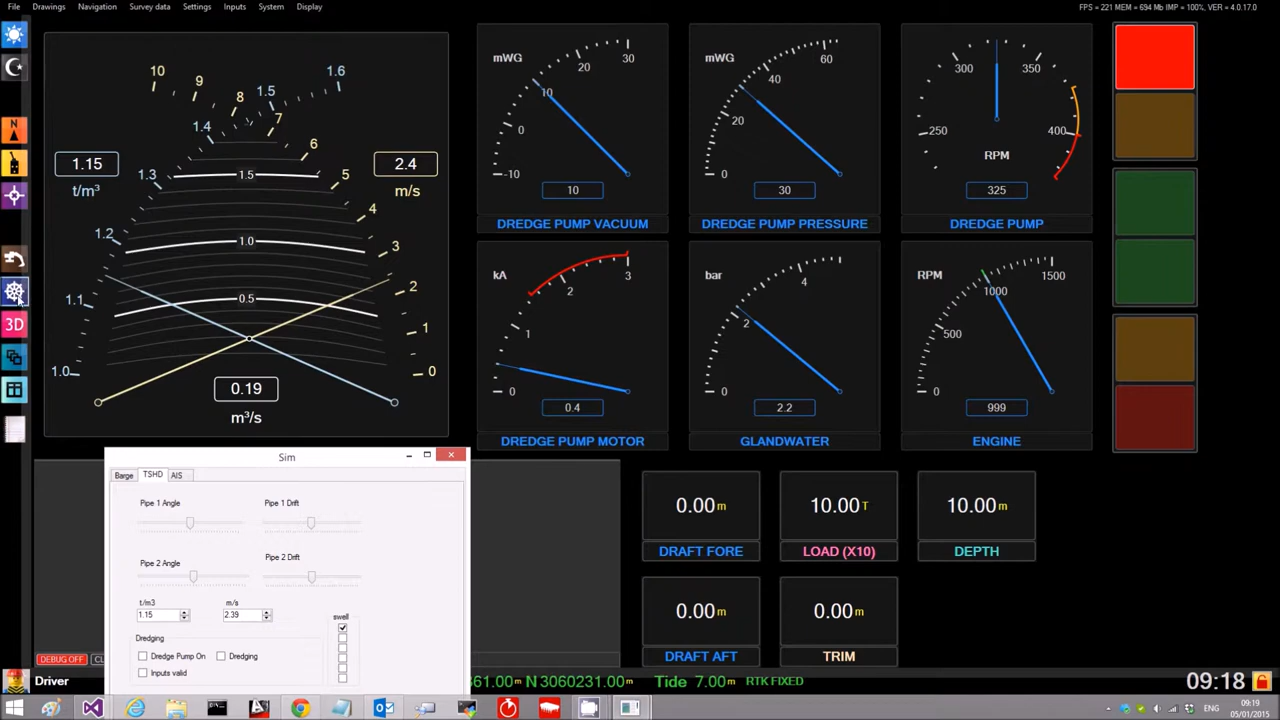 File Drawings Navigation Survey data Settings Inputs System Display
FPS = 221 MEM = 694 Mb IMP = 100%, VER = 4.0.17.0
10
9
8
7
6
5
4
3
2
1
0
1.6
1.5
1.4
1.3
1.2
1.1
1.0
1.5
1.0
0.5
1.15
t/m³
2.4
m/s
0.19
m³/s
mWG
30
20
10
0
-10
10
DREDGE PUMP VACUUM
mWG
60
40
20
0
30
DREDGE PUMP PRESSURE
300
350
250
400
RPM
325
DREDGE PUMP
kA
3
2
1
0
0.4
DREDGE PUMP MOTOR
bar
4
2
0
2.2
GLANDWATER
RPM
1500
1000
500
0
999
ENGINE
3D
Sim
Barge TSHD AIS
Pipe 1 Angle Pipe 1 Drift
Pipe 2 Angle Pipe 2 Drift
t/m3 m/s
1.15 2.39
swell
Dredging
Dredge Pump On Dredging
Inputs valid
0.00m
DRAFT FORE
10.00T
LOAD (X10)
10.00m
DEPTH
0.00m
DRAFT AFT
0.00m
TRIM
DEBUG OFF
Driver
361.00m N 3060231.00m Tide 7.00m RTK FIXED
09:18
ENG
09:19
05/01/2015